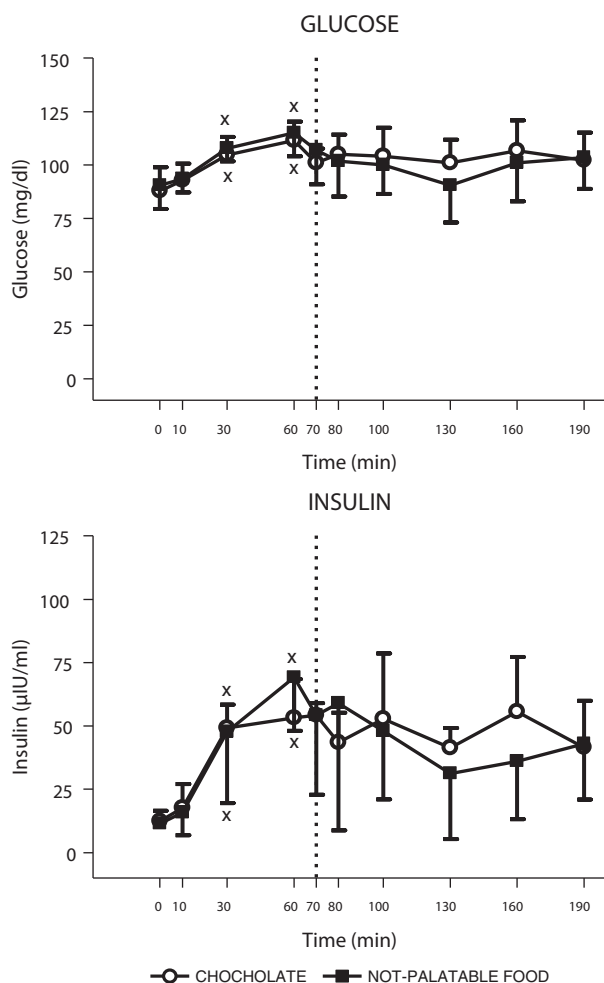 GLUCOSE
150
125
100
75
50
25
0
Glucose (mg/dl)
x
x
x
x
0 10 30 60 70 80 100 130 160 190
Time (min)
INSULIN
125
100
75
50
25
0
Insulin (µIU/ml)
x
x
x
x
0 10 30 60 70 80 100 130 160 190
Time (min)
CHOCHOLATE NOT-PALATABLE FOOD